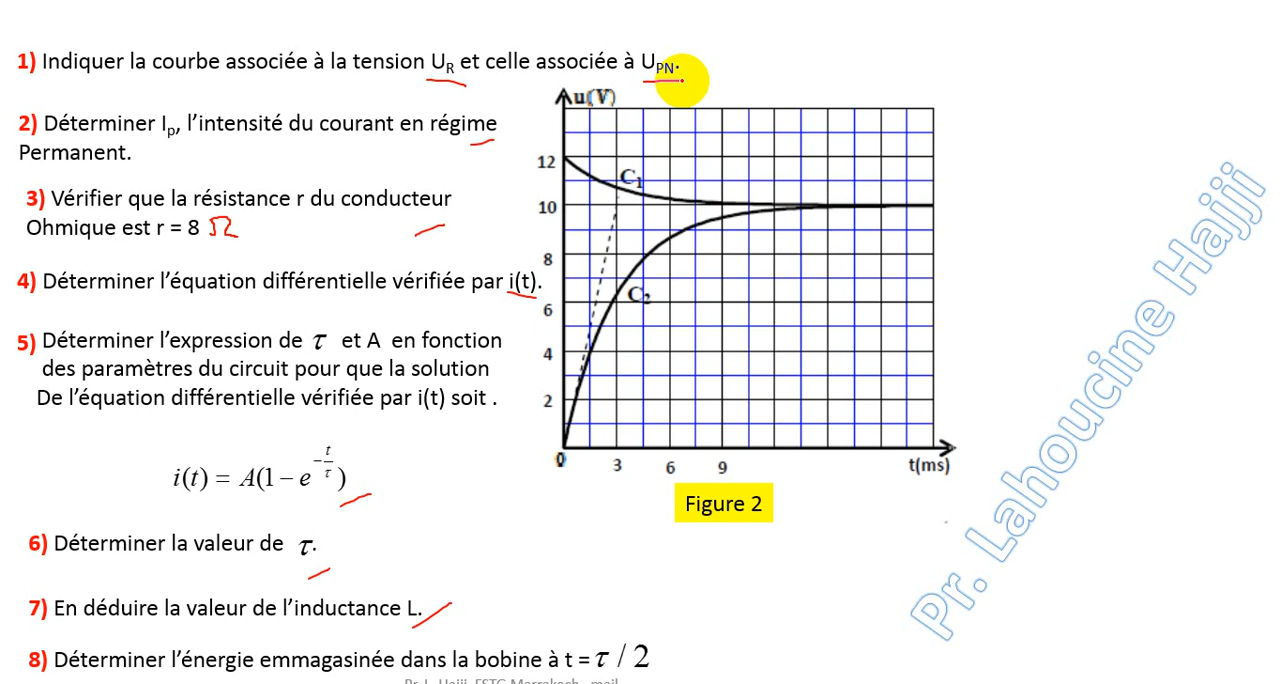 1) Indiquer la courbe associée à la tension UR et celle associée à UPN.
2) Déterminer Ip, l'intensité du courant en régime
Permanent.
3) Vérifier que la résistance r du conducteur
Ohmique est r = 8 Ω
4) Déterminer l'équation différentielle vérifiée par i(t).
5) Déterminer l'expression de τ et A en fonction
des paramètres du circuit pour que la solution
De l'équation différentielle vérifiée par i(t) soit .
i(t) = A(1 − e^(−t/τ))
6) Déterminer la valeur de τ.
7) En déduire la valeur de l'inductance L.
8) Déterminer l'énergie emmagasinée dans la bobine à t = τ / 2
u(V)
12
10
8
6
4
2
0
3
6
9
t(ms)
C1
C2
Figure 2
Pr. Lahoucine Hajji